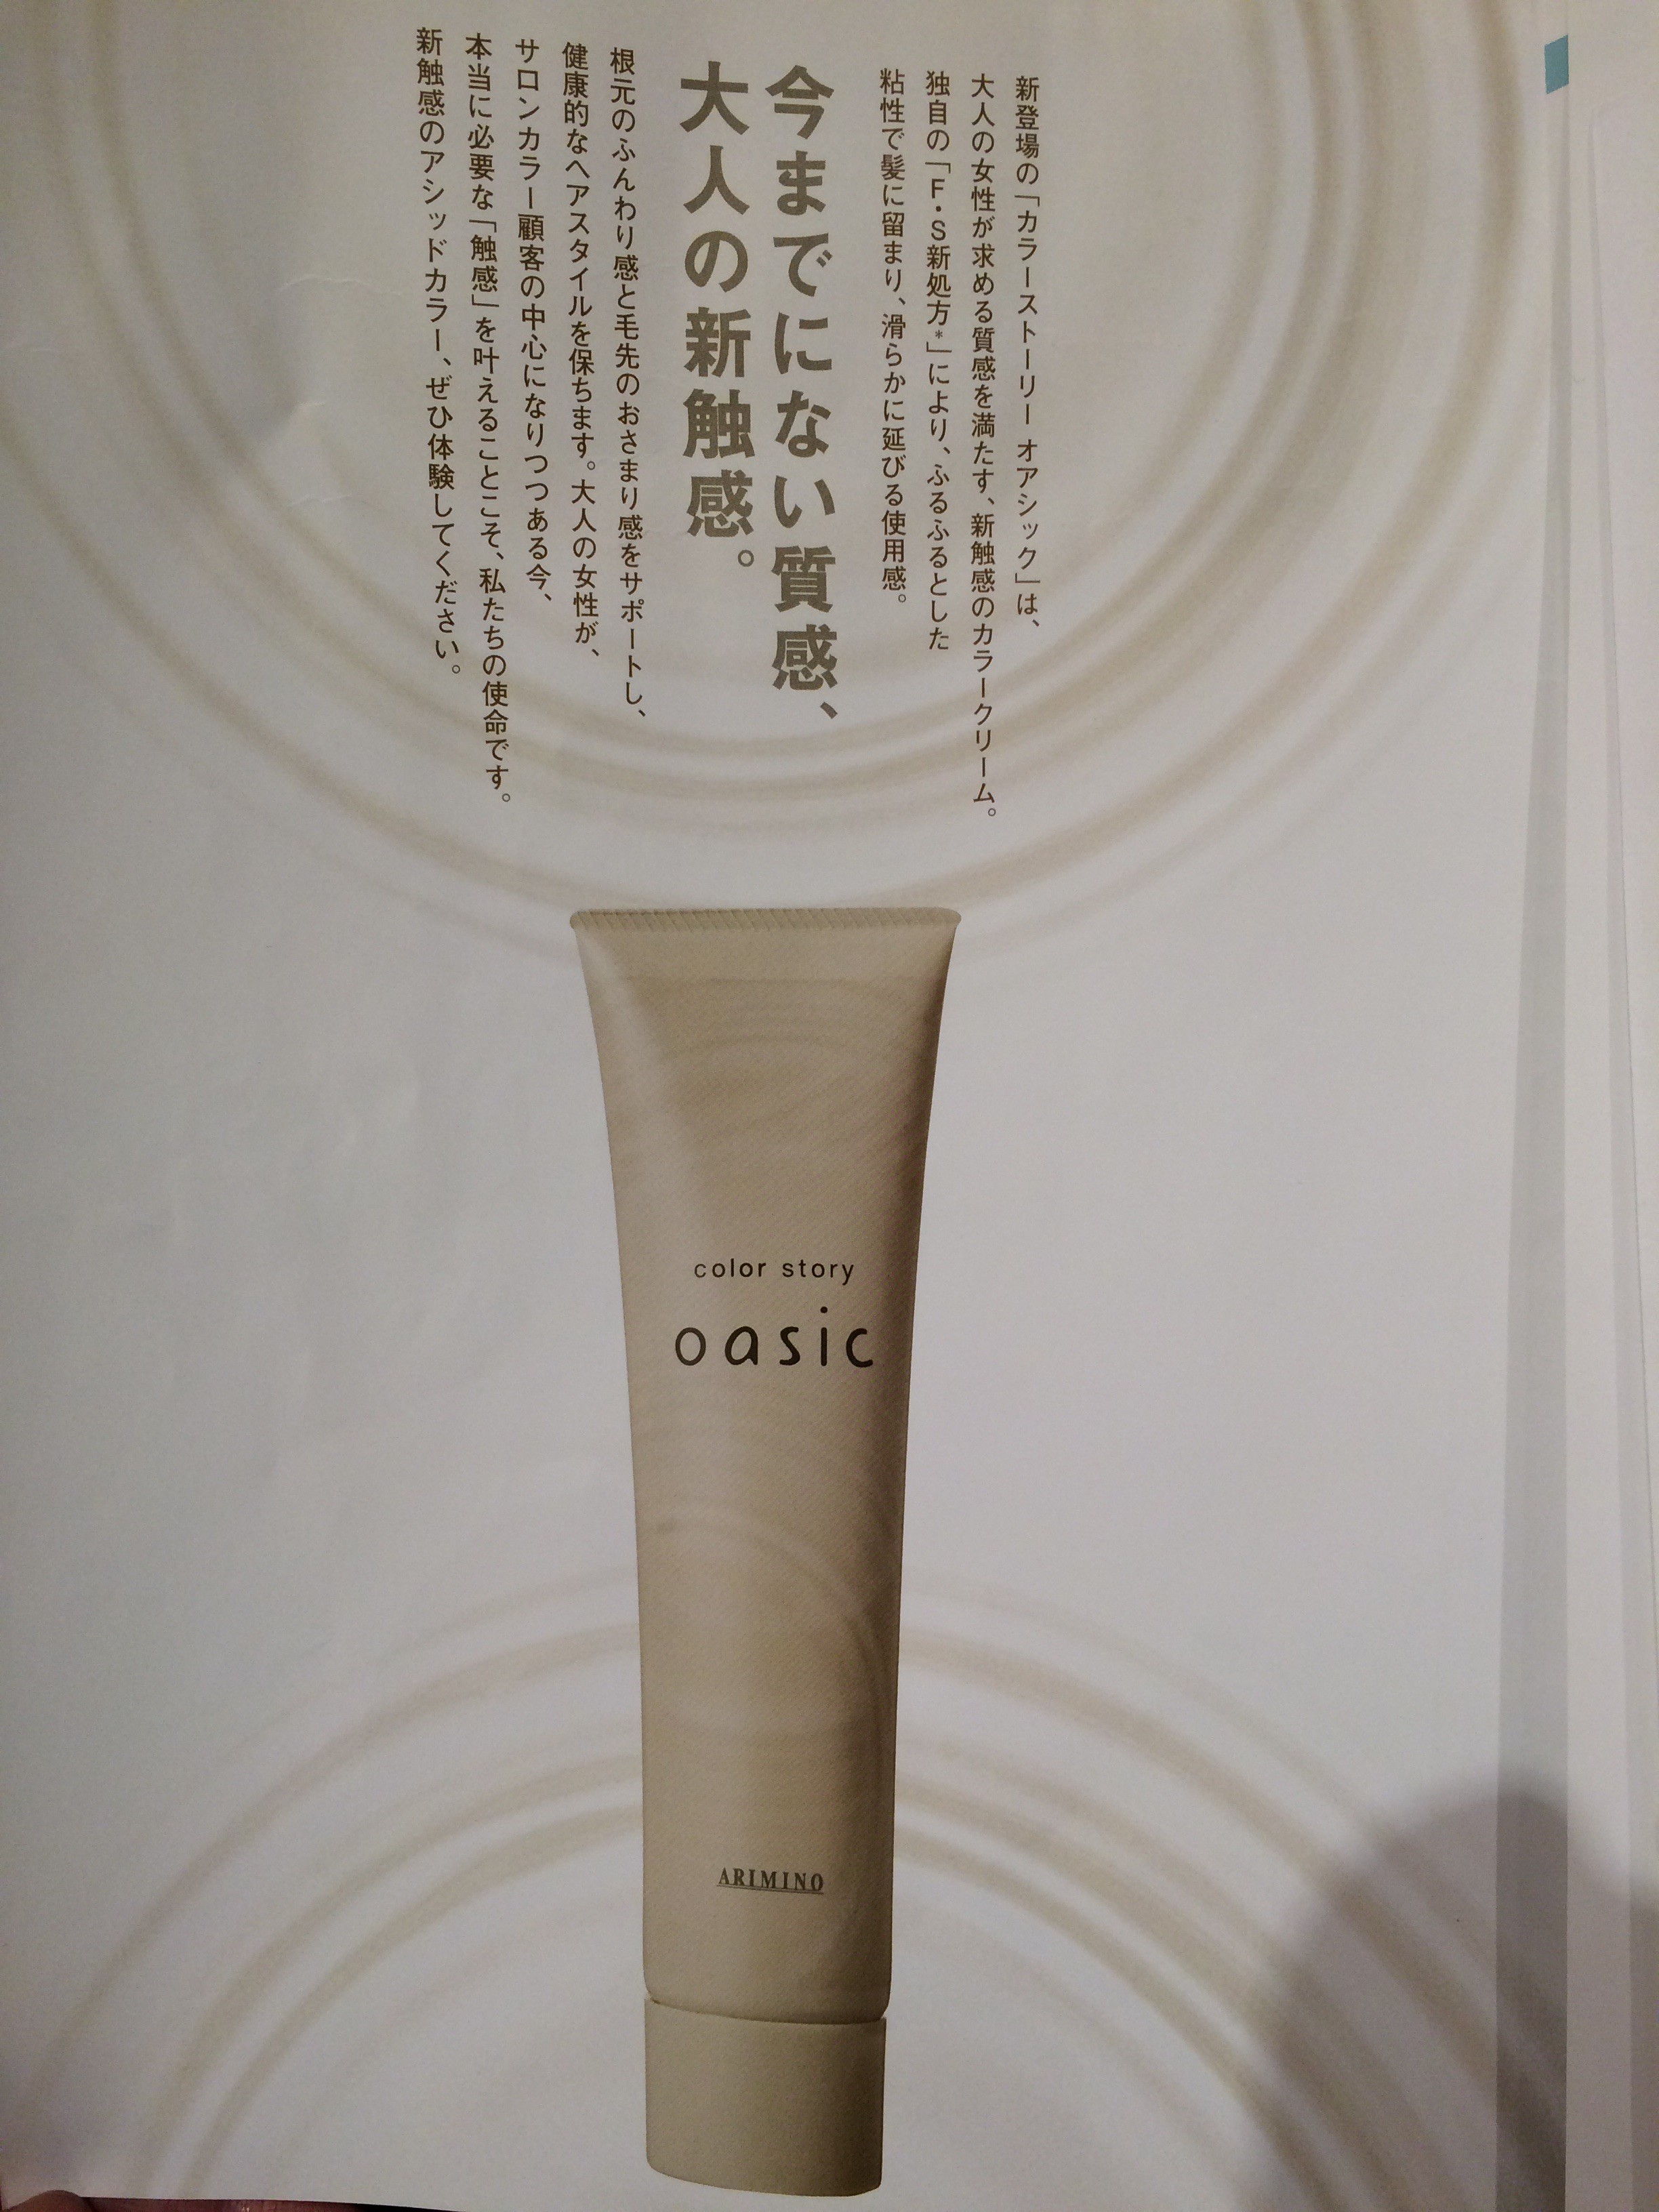 新登場の「カラーストーリー オアシック」は、
大人の女性が求める質感を満たす、新触感のカラークリーム。
独自の「F・S新処方*」により、ふるふるとした
粘性で髪に留まり、滑らかに延びる使用感。
今までにない質感、
大人の新触感。
根元のふんわり感と毛先のおさまり感をサポートし、
健康的なヘアスタイルを保ちます。大人の女性が、
サロンカラー顧客の中心になりつつある今、
本当に必要な「触感」を叶えることこそ、私たちの使命です。
新触感のアシッドカラー、ぜひ体験してください。
color story
oasic
ARIMINO